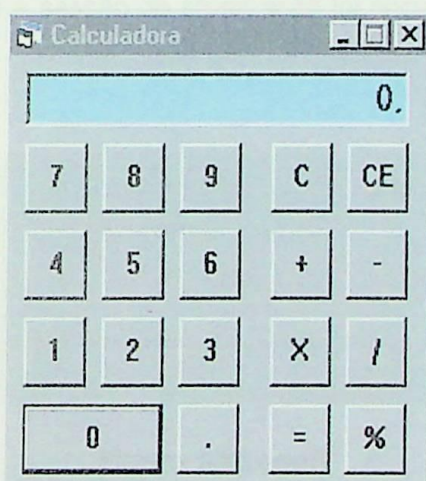 Calculadora
0.
7 8 9 C CE
4 5 6 + -
1 2 3 X /
0 . = %